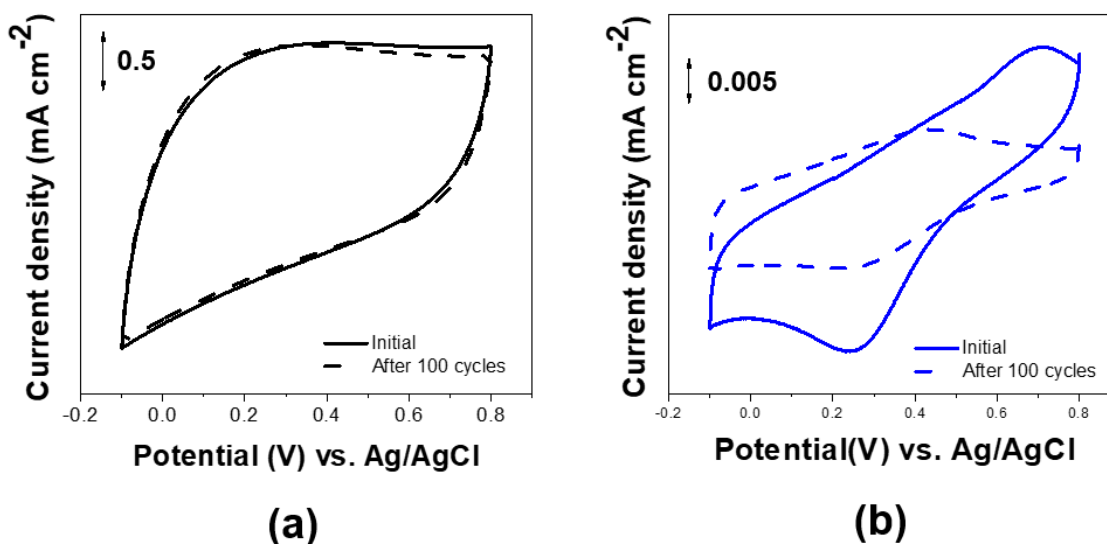 Current density (mA cm-2)
0.5
Initial
After 100 cycles
-0.2 0.0 0.2 0.4 0.6 0.8
Potential (V) vs. Ag/AgCl
(a)
Current density (mA cm-2)
0.005
Initial
After 100 cycles
-0.2 0.0 0.2 0.4 0.6 0.8
Potential(V) vs. Ag/AgCl
(b)